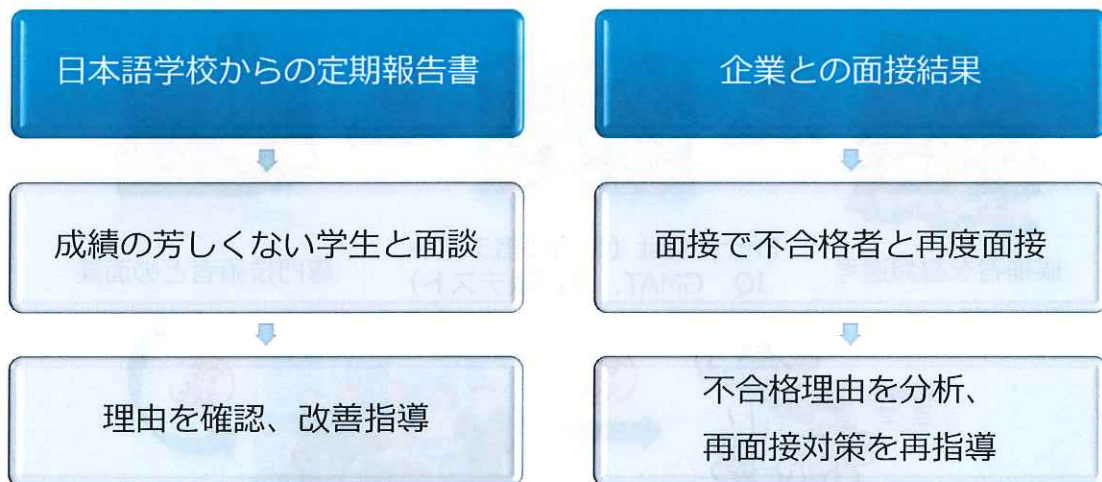 日本語学校からの定期報告書
成績の芳しくない学生と面談
理由を確認、改善指導
企業との面接結果
面接で不合格者と再度面接
不合格理由を分析、
再面接対策を再指導